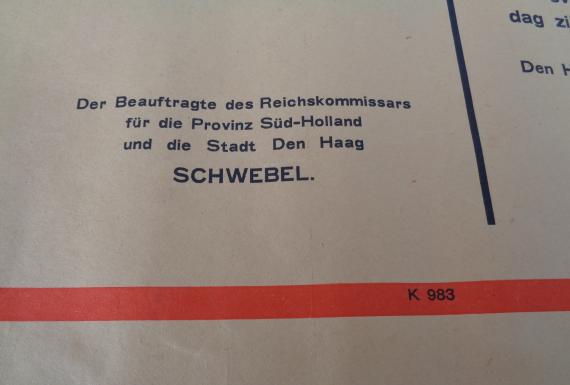 Der Beauftragte des Reichskommissars
für die Provinz Süd-Holland
und die Stadt Den Haag
SCHWEBEL.
dag zi
Den H
K 983